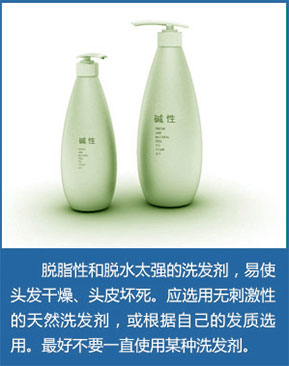 碱性
碱性
脱脂性和脱水太强的洗发剂，易使
头发干燥、头皮坏死。应选用无刺激性
的天然洗发剂，或根据自己的发质选
用。最好不要一直使用某种洗发剂。